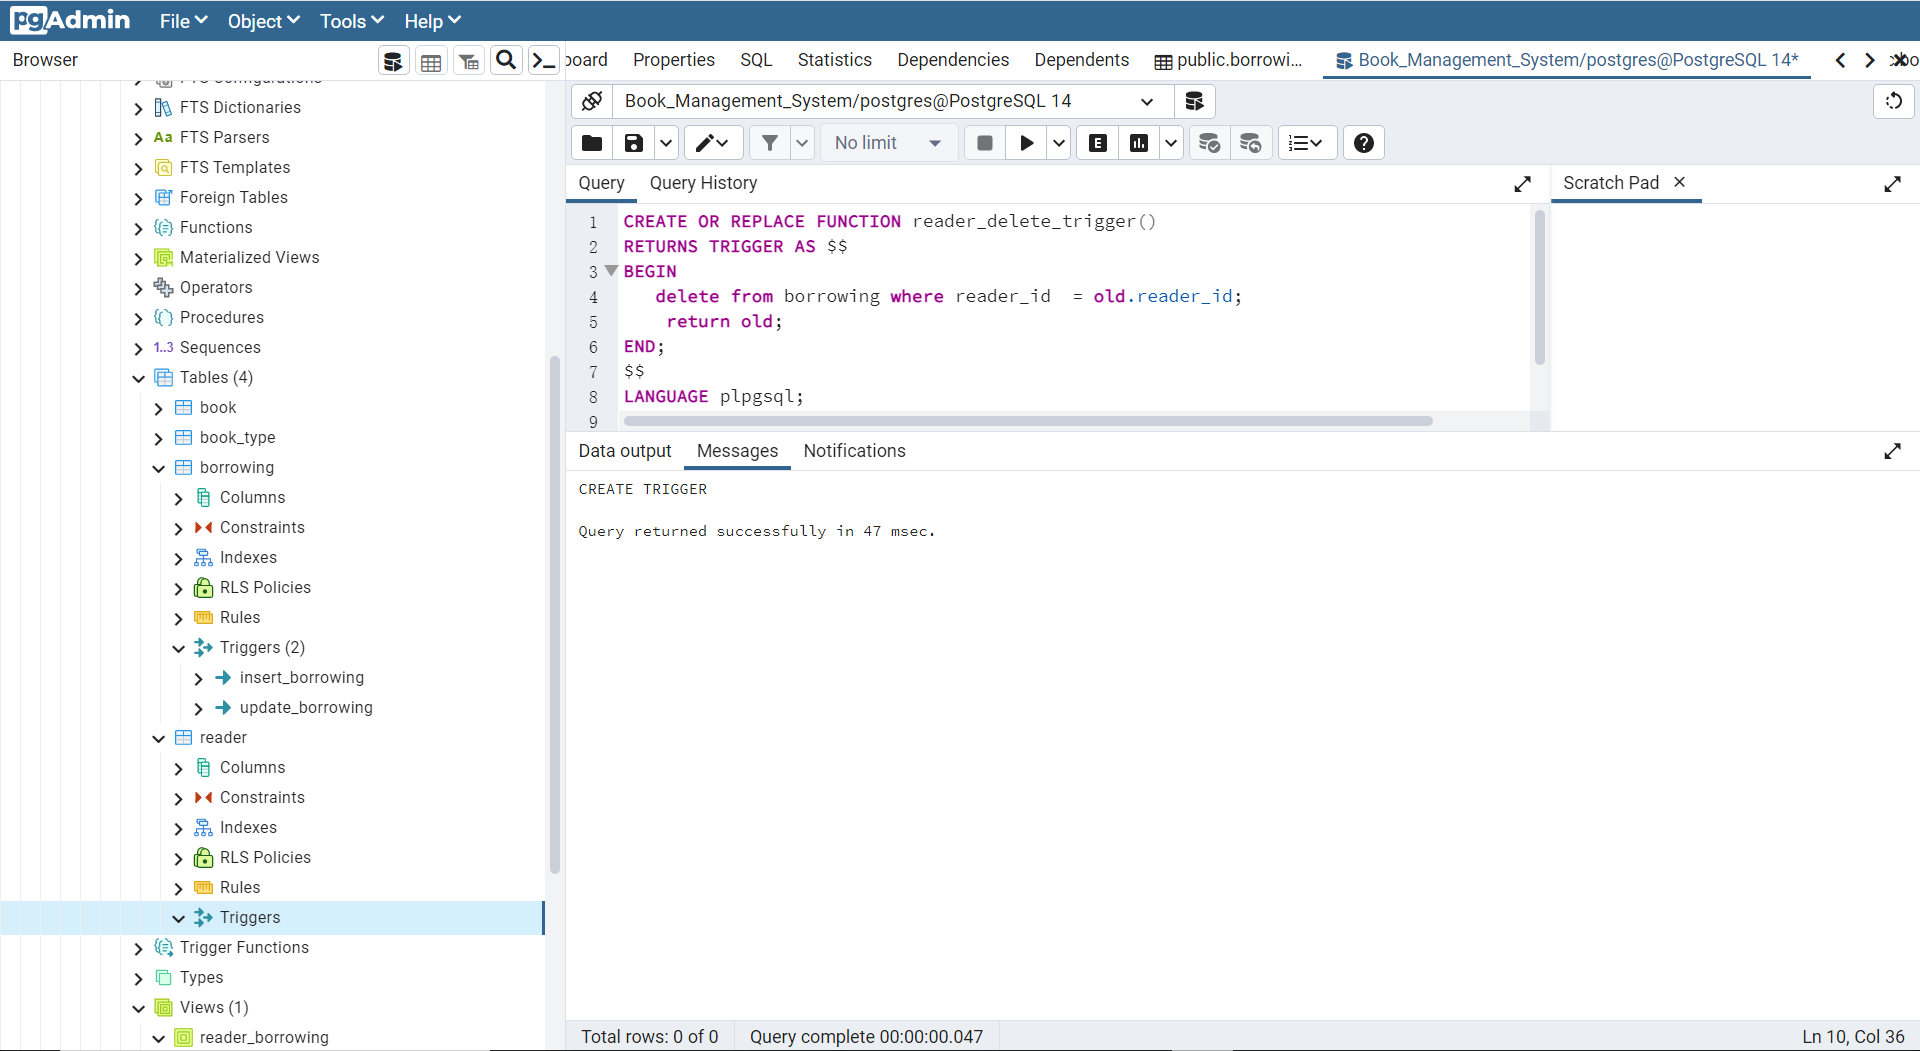 pgAdmin File Object Tools Help
Browser
board Properties SQL Statistics Dependencies Dependents public.borrowi... Book_Management_System/postgres@PostgreSQL 14*
Book_Management_System/postgres@PostgreSQL 14
No limit
E
Query Query History
Scratch Pad
1 CREATE OR REPLACE FUNCTION reader_delete_trigger()
2 RETURNS TRIGGER AS $$
3 BEGIN
4 delete from borrowing where reader_id  = old.reader_id;
5 return old;
6 END;
7 $$
8 LANGUAGE plpgsql;
9
Data output Messages Notifications
CREATE TRIGGER
Query returned successfully in 47 msec.
FTS Configurations
FTS Dictionaries
Aa FTS Parsers
FTS Templates
Foreign Tables
Functions
Materialized Views
Operators
Procedures
1..3 Sequences
Tables (4)
book
book_type
borrowing
Columns
Constraints
Indexes
RLS Policies
Rules
Triggers (2)
insert_borrowing
update_borrowing
reader
Columns
Constraints
Indexes
RLS Policies
Rules
Triggers
Trigger Functions
Types
Views (1)
reader_borrowing
Total rows: 0 of 0 Query complete 00:00:00.047 Ln 10, Col 36